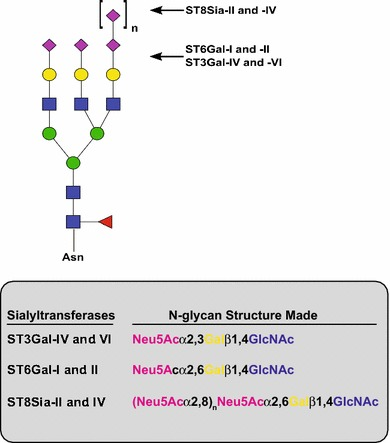 ST8Sia-II and -IV
n
ST6Gal-I and -II
ST3Gal-IV and -VI
Asn
Sialyltransferases N-glycan Structure Made
ST3Gal-IV and VI Neu5Acα2,3Galβ1,4GlcNAc
ST6Gal-I and II Neu5Acα2,6Galβ1,4GlcNAc
ST8Sia-II and IV (Neu5Acα2,8)nNeu5Acα2,6Galβ1,4GlcNAc